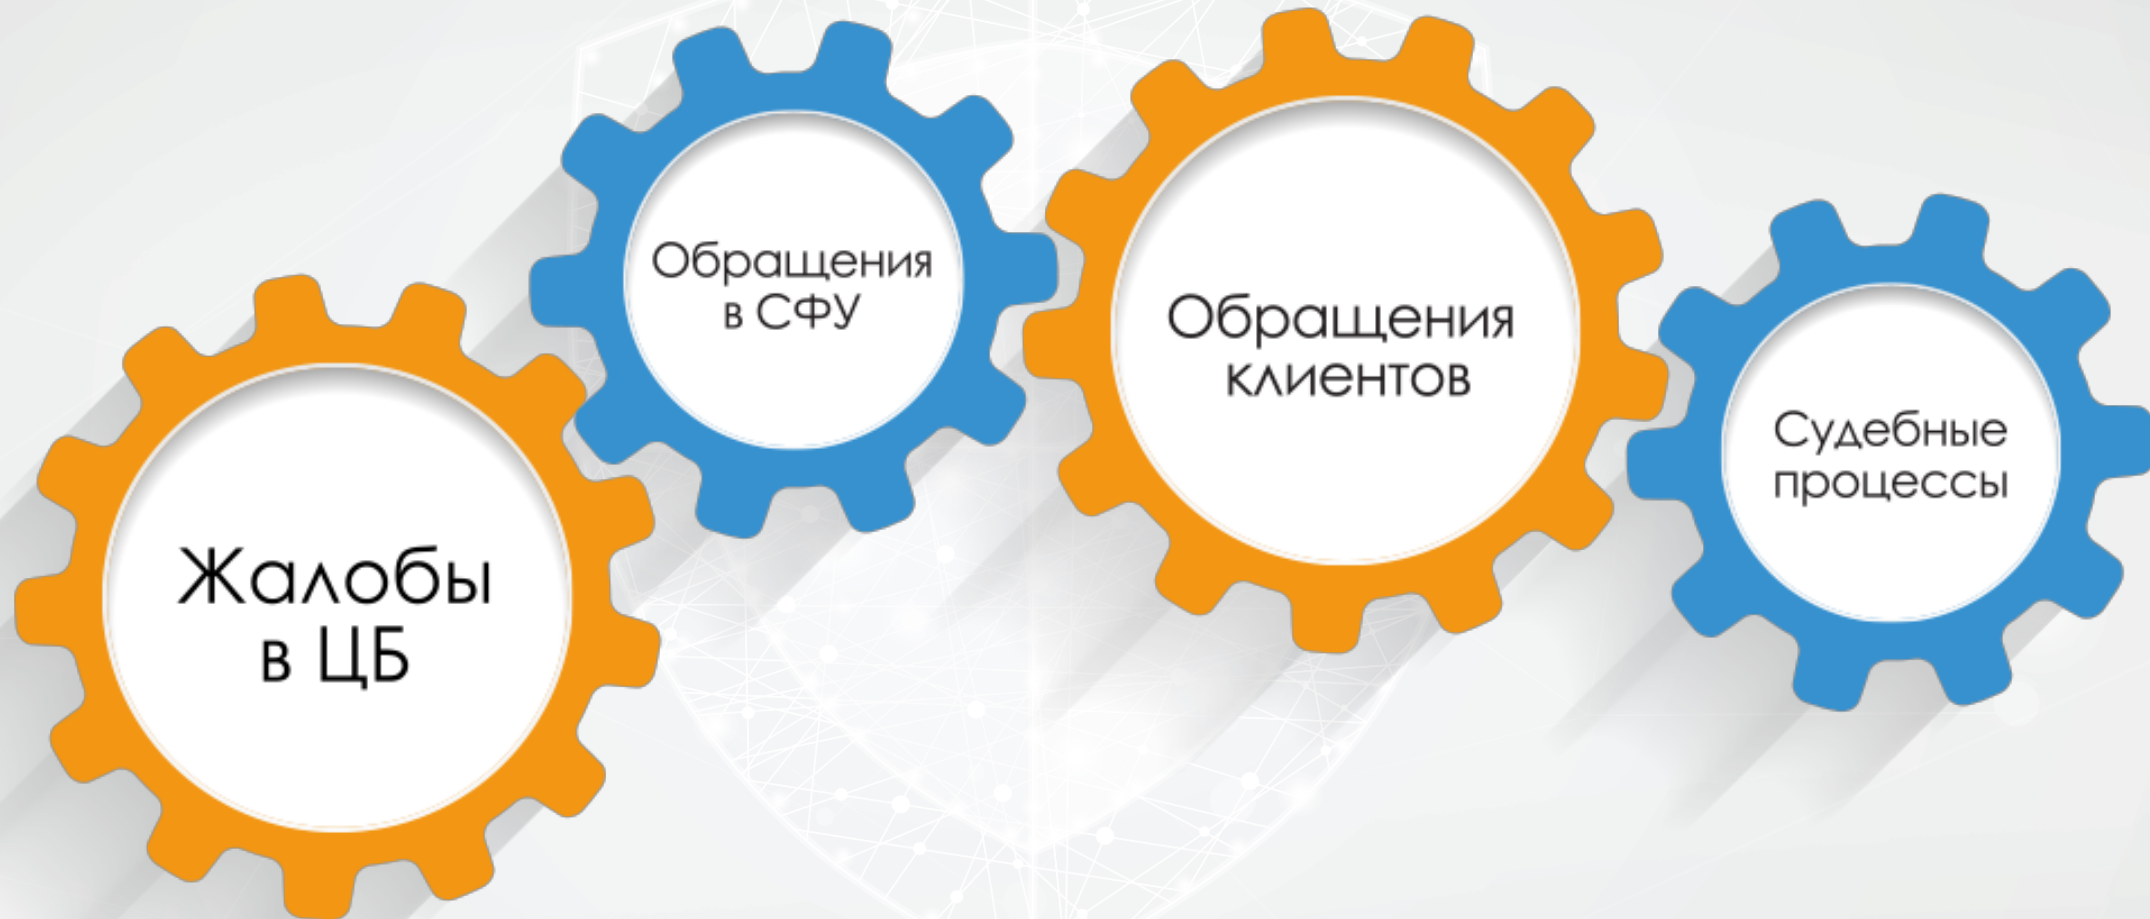 Жалобы
в ЦБ
Обращения
в СФУ
Обращения
клиентов
Судебные
процессы